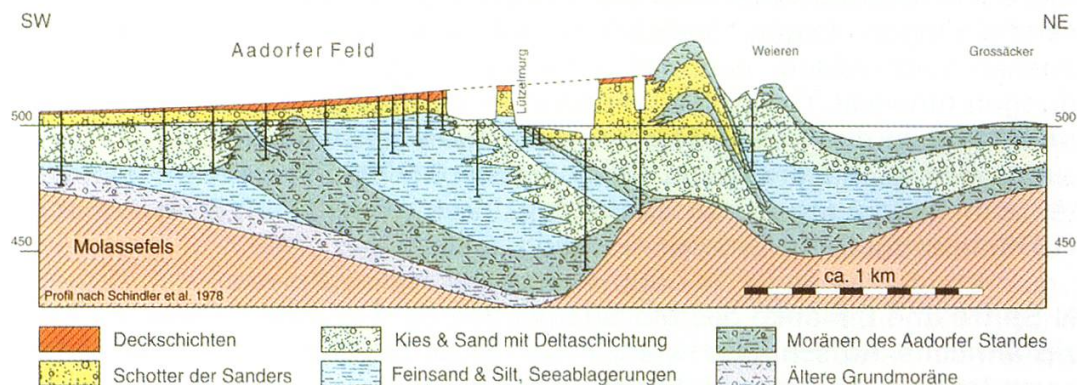 SW
NE
Aadorfer Feld
Lützelmurg
Weieren
Grossäcker
500
500
450
450
Molassefels
ca. 1 km
Profil nach Schindler et al. 1978
Deckschichten
Kies & Sand mit Deltaschichtung
Moränen des Aadorfer Standes
Schotter der Sanders
Feinsand & Silt, Seeablagerungen
Ältere Grundmoräne